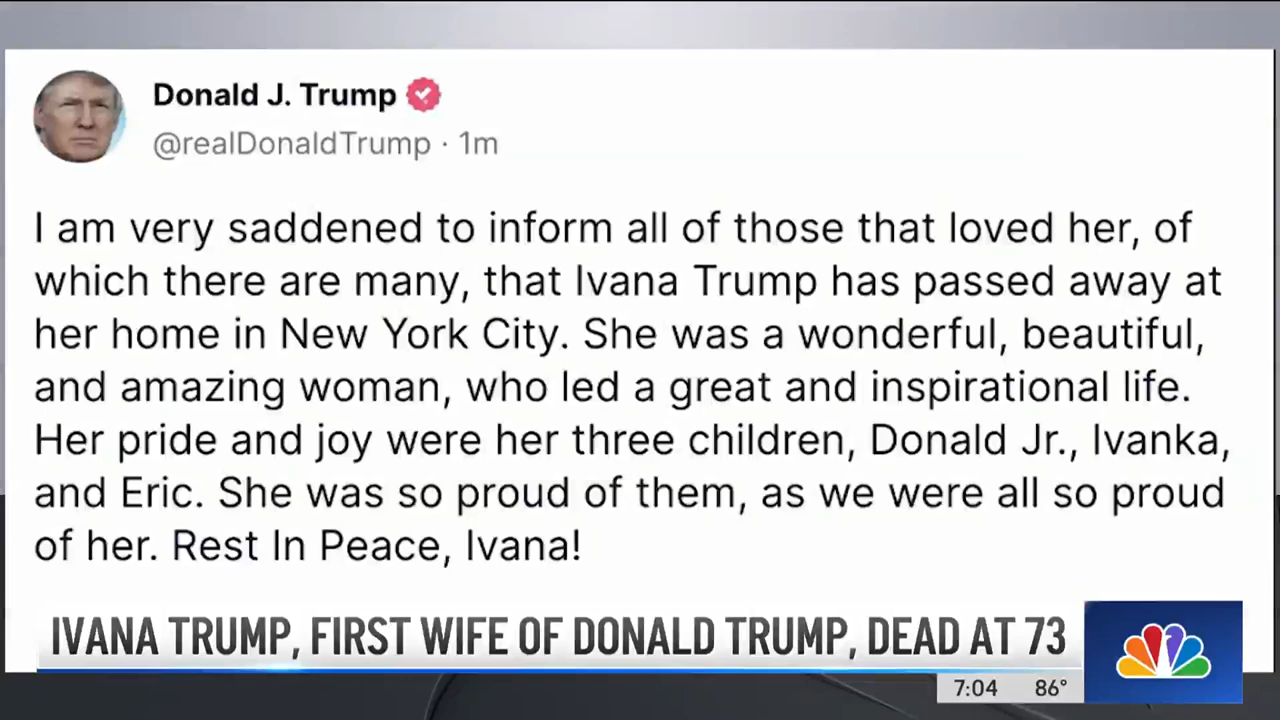 Donald J. Trump
@realDonaldTrump · 1m
I am very saddened to inform all of those that loved her, of
which there are many, that Ivana Trump has passed away at
her home in New York City. She was a wonderful, beautiful,
and amazing woman, who led a great and inspirational life.
Her pride and joy were her three children, Donald Jr., Ivanka,
and Eric. She was so proud of them, as we were all so proud
of her. Rest In Peace, Ivana!
IVANA TRUMP, FIRST WIFE OF DONALD TRUMP, DEAD AT 73
7:04 86°